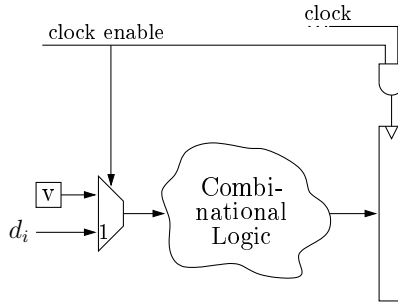 clock
clock enable
v
d_i
1
Combi-
national
Logic